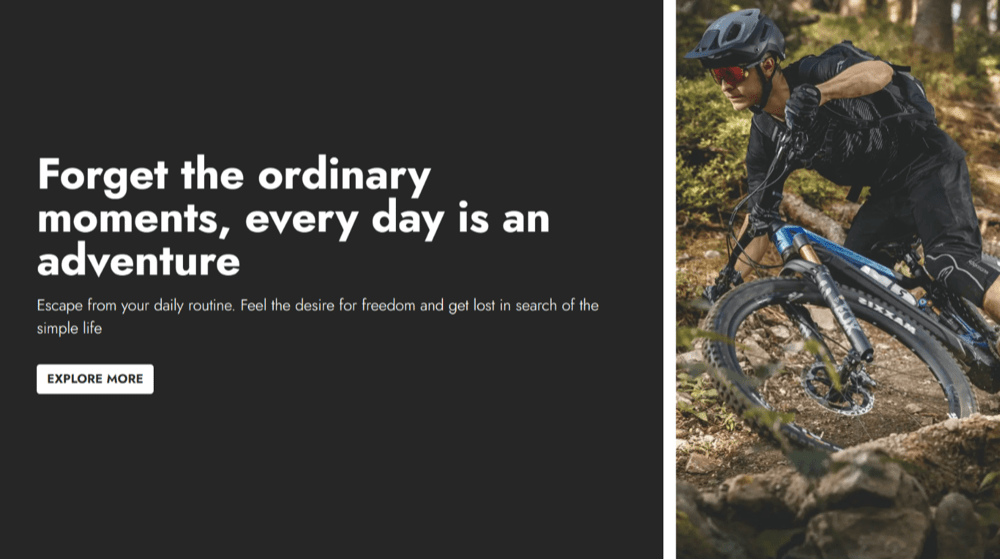 Forget the ordinary
moments, every day is an
adventure
Escape from your daily routine. Feel the desire for freedom and get lost in search of the
simple life
EXPLORE MORE
MAXXIS